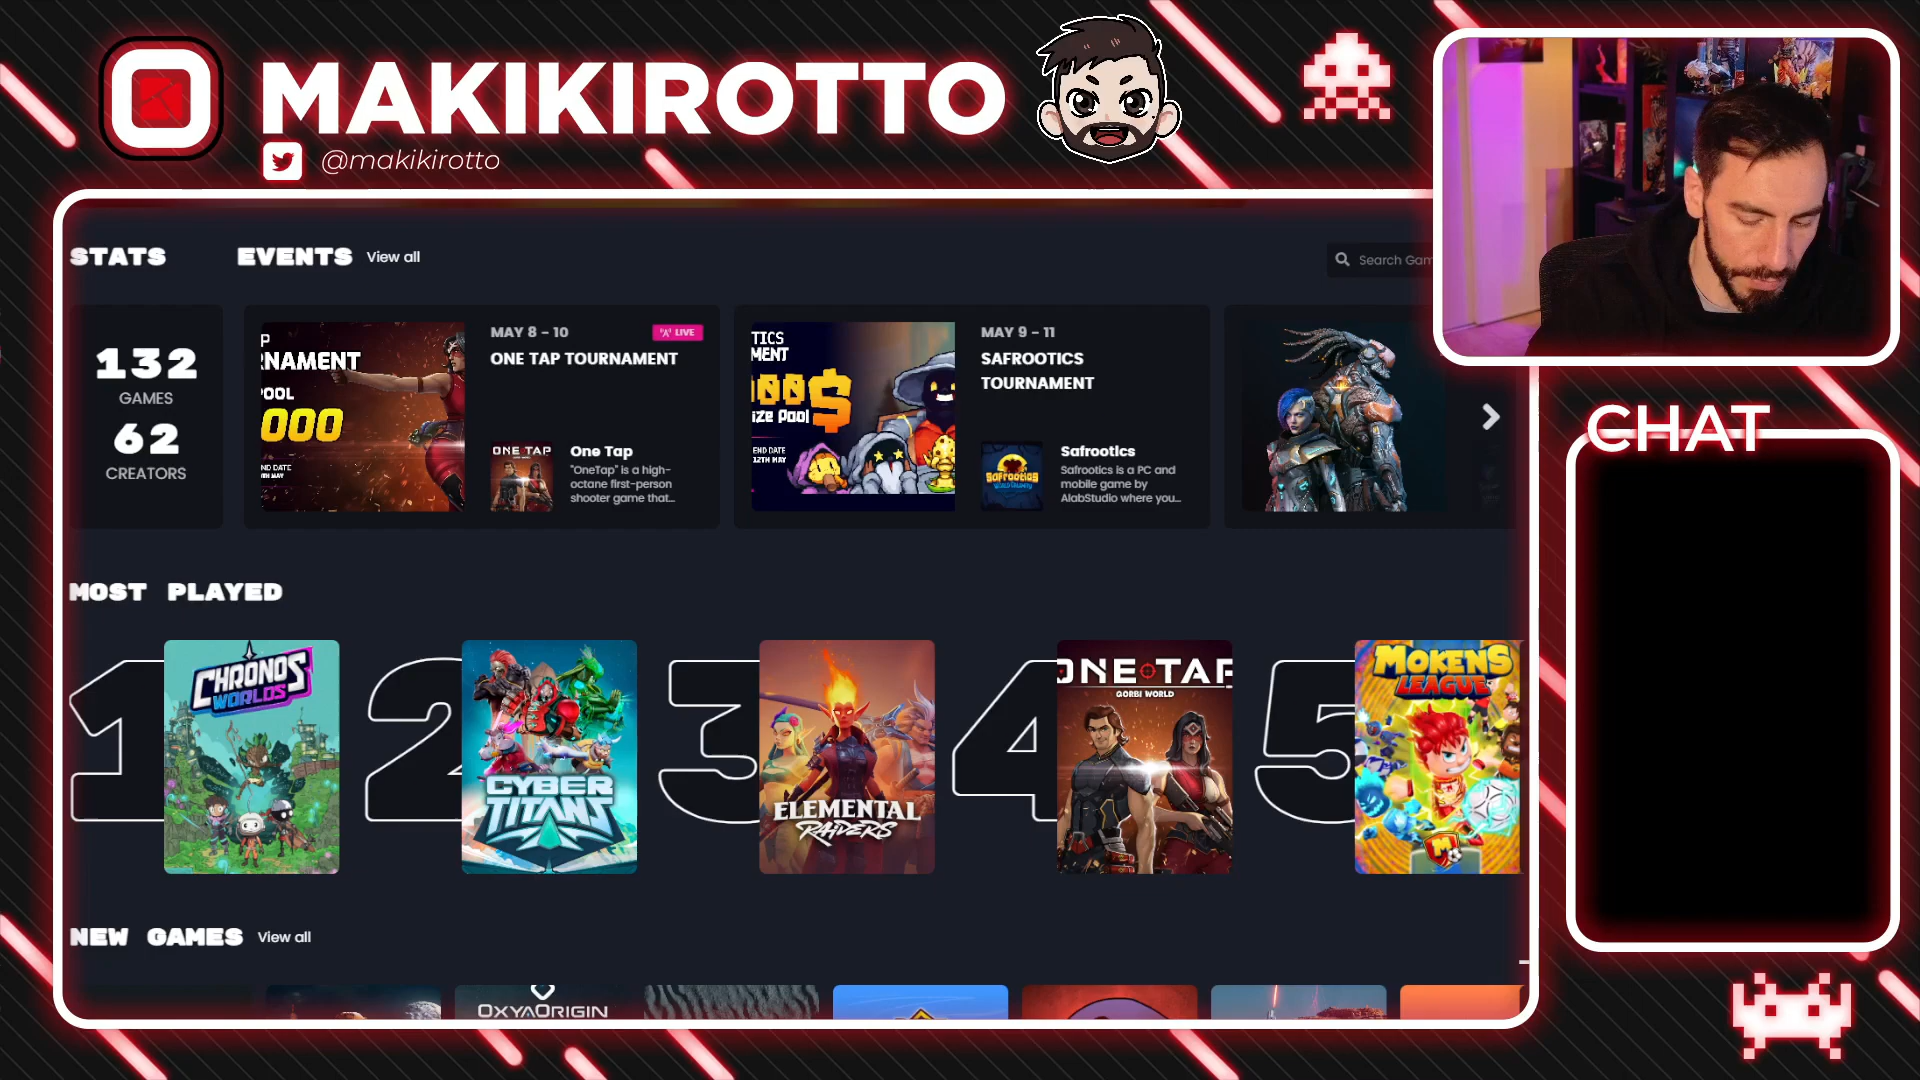 MAKIKIROTTO
@makikirotto
STATS
EVENTS View all
Search Gam
132
GAMES
62
CREATORS
P
RNAMENT
POOL
000
END DATE
MAY 8 - 10
LIVE
ONE TAP TOURNAMENT
ONE TAP
One Tap
"OneTap" is a high-
octane first-person
shooter game that...
TICS
MENT
00$
ize Pool
END DATE
12TH MAY
MAY 9 - 11
SAFROOTICS
TOURNAMENT
Safrootics
Safrootics
Safrootics is a PC and
mobile game by
AlabStudio where you...
CHAT
MOST PLAYED
1
CHRONOS
WORLDS
2
CYBER
TITANS
3
ELEMENTAL
RAIDERS
4
ONE TAP
GORBI WORLD
5
MOKENS
LEAGUE
M
NEW GAMES View all
OXYAORIGIN